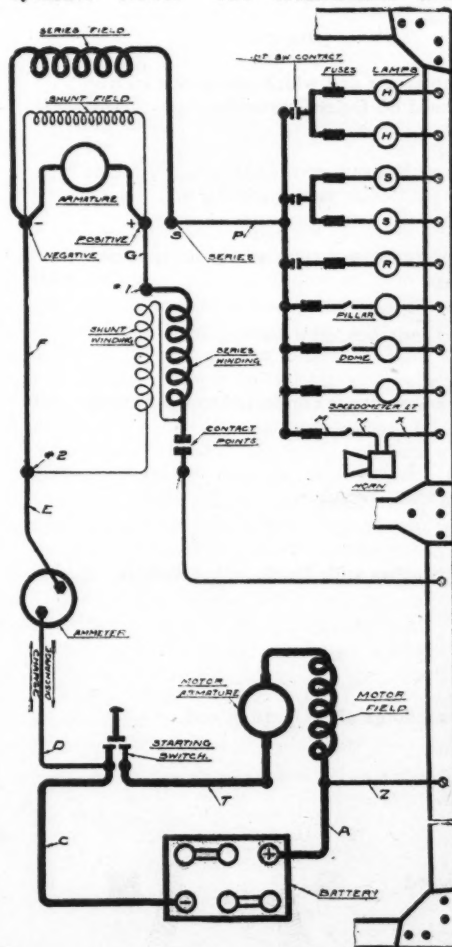 SERIES FIELD
SHUNT FIELD
ARMATURE
- +
NEGATIVE
POSITIVE
G
S
SERIES
P
SW CONTACT
FUSES
LAMPS
H
H
S
S
R
PILLAR
DOME
SPEEDOMETER LT
Y
X
HORN
#1
SHUNT
WINDING
SERIES
WINDING
CONTACT
POINTS
F
#2
E
AMMETER
CHARGE
DISCHARGE
D
STARTING
SWITCH.
MOTOR
ARMATURE
MOTOR
FIELD
T
Z
A
C
+
-
BATTERY